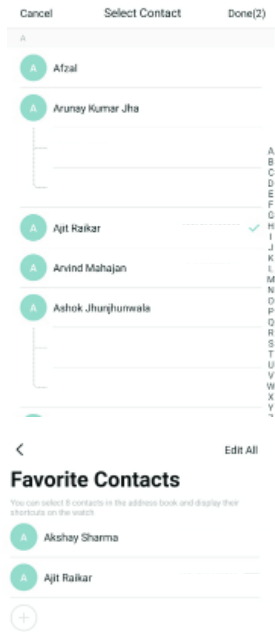 Cancel Select Contact Done(2)
A
A Afzal
A Arunay Kumar Jha
A Ajit Raikar
A Arvind Mahajan
A Ashok Jhunjhunwala
A
B
C
D
E
F
G
H
I
J
K
L
M
N
O
P
Q
R
S
T
U
V
W
X
Y
Z
Edit All
Favorite Contacts
You can select 8 contacts in the address book and display their
shortcuts on the watch
A Akshay Sharma
A Ajit Raikar